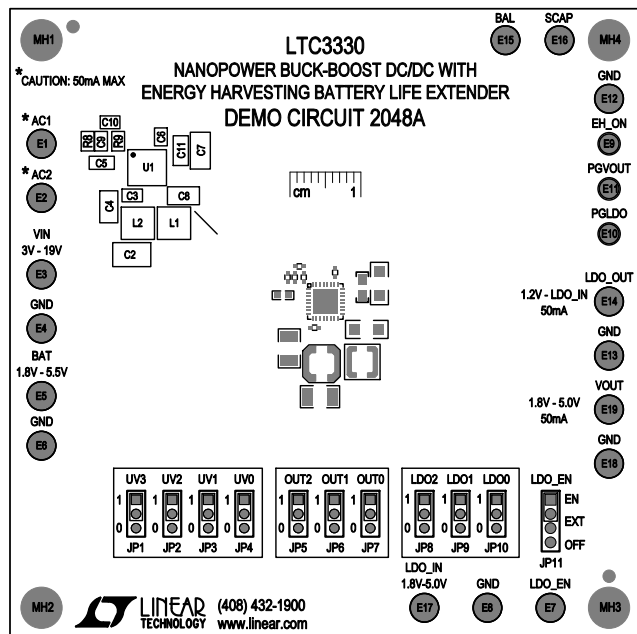 BAL SCAP
MH1 E15 E16 MH4
LTC3330
NANOPOWER BUCK-BOOST DC/DC WITH
ENERGY HARVESTING BATTERY LIFE EXTENDER
DEMO CIRCUIT 2048A
*CAUTION: 50mA MAX
* AC1
E1
* AC2
E2
VIN
3V - 19V
E3
GND
E4
BAT
1.8V - 5.5V
E5
GND
E6
C10
R8 C9 R9 C6
C11 C7
C5 U1
C3 C8
C4
L2 L1
C2
cm 1
GND
E12
EH_ON
E9
PGVOUT
E11
PGLDO
E10
LDO_OUT
1.2V - LDO_IN
50mA
E14
GND
E13
VOUT
1.8V - 5.0V
50mA
E19
GND
E18
UV3 UV2 UV1 UV0
1 1 1 1
0 0 0 0
JP1 JP2 JP3 JP4
OUT2 OUT1 OUT0
1 1 1
0 0 0
JP5 JP6 JP7
LDO2 LDO1 LDO0
1 1 1
0 0 0
JP8 JP9 JP10
LDO_EN
EN
EXT
OFF
JP11
LDO_IN
1.8V-5.0V
E17
GND
E8
LDO_EN
E7
MH2
LINEAR
TECHNOLOGY
(408) 432-1900
www.linear.com
MH3